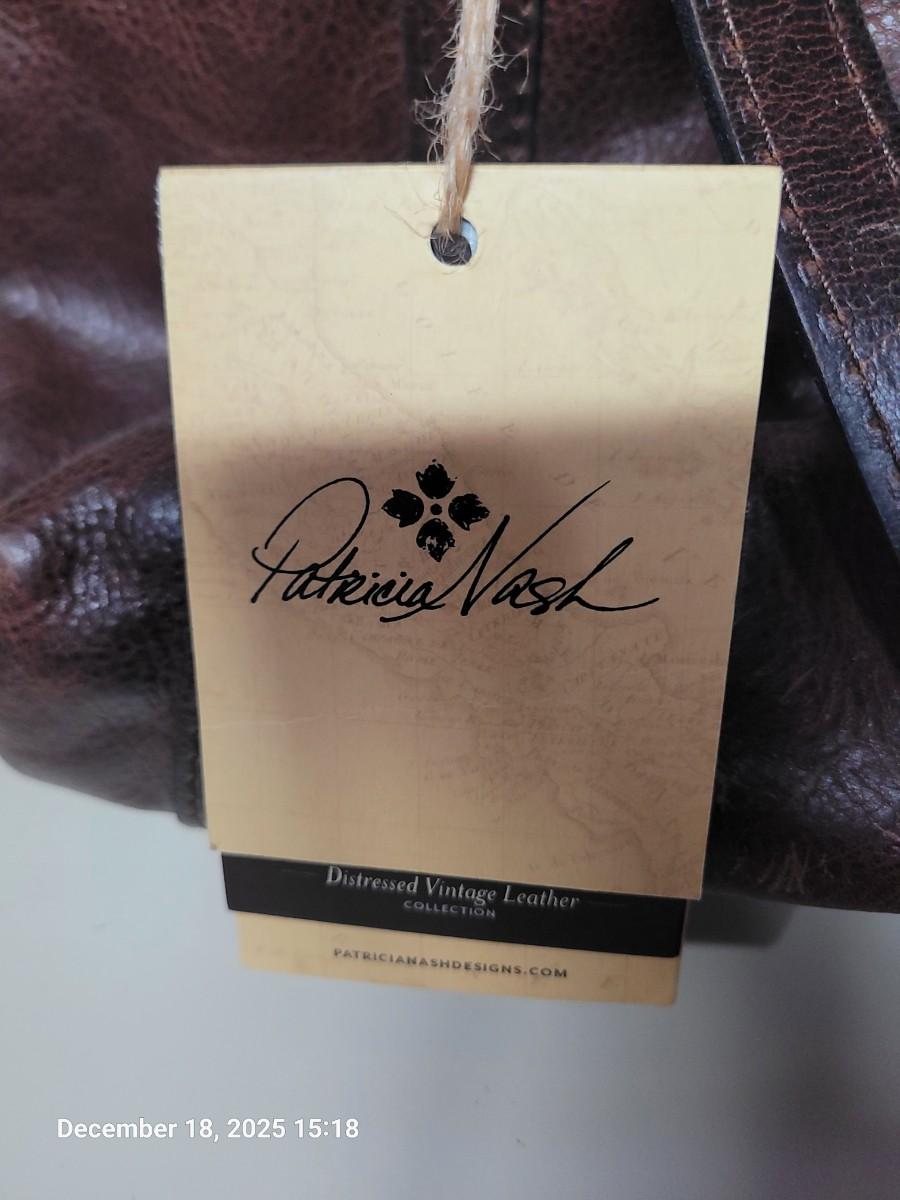 Patricia Nash
Distressed Vintage Leather
COLLECTION
PATRICIANASHDESIGNS.COM
December 18, 2025 15:18